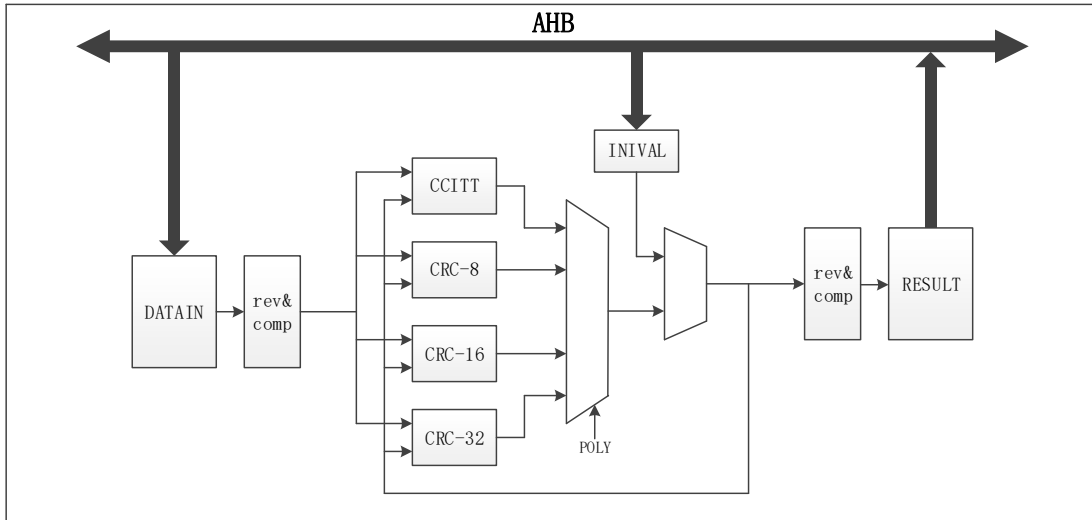 AHB
INIVAL
CCITT
CRC-8
CRC-16
CRC-32
DATAIN
rev&
comp
rev&
comp
RESULT
POLY